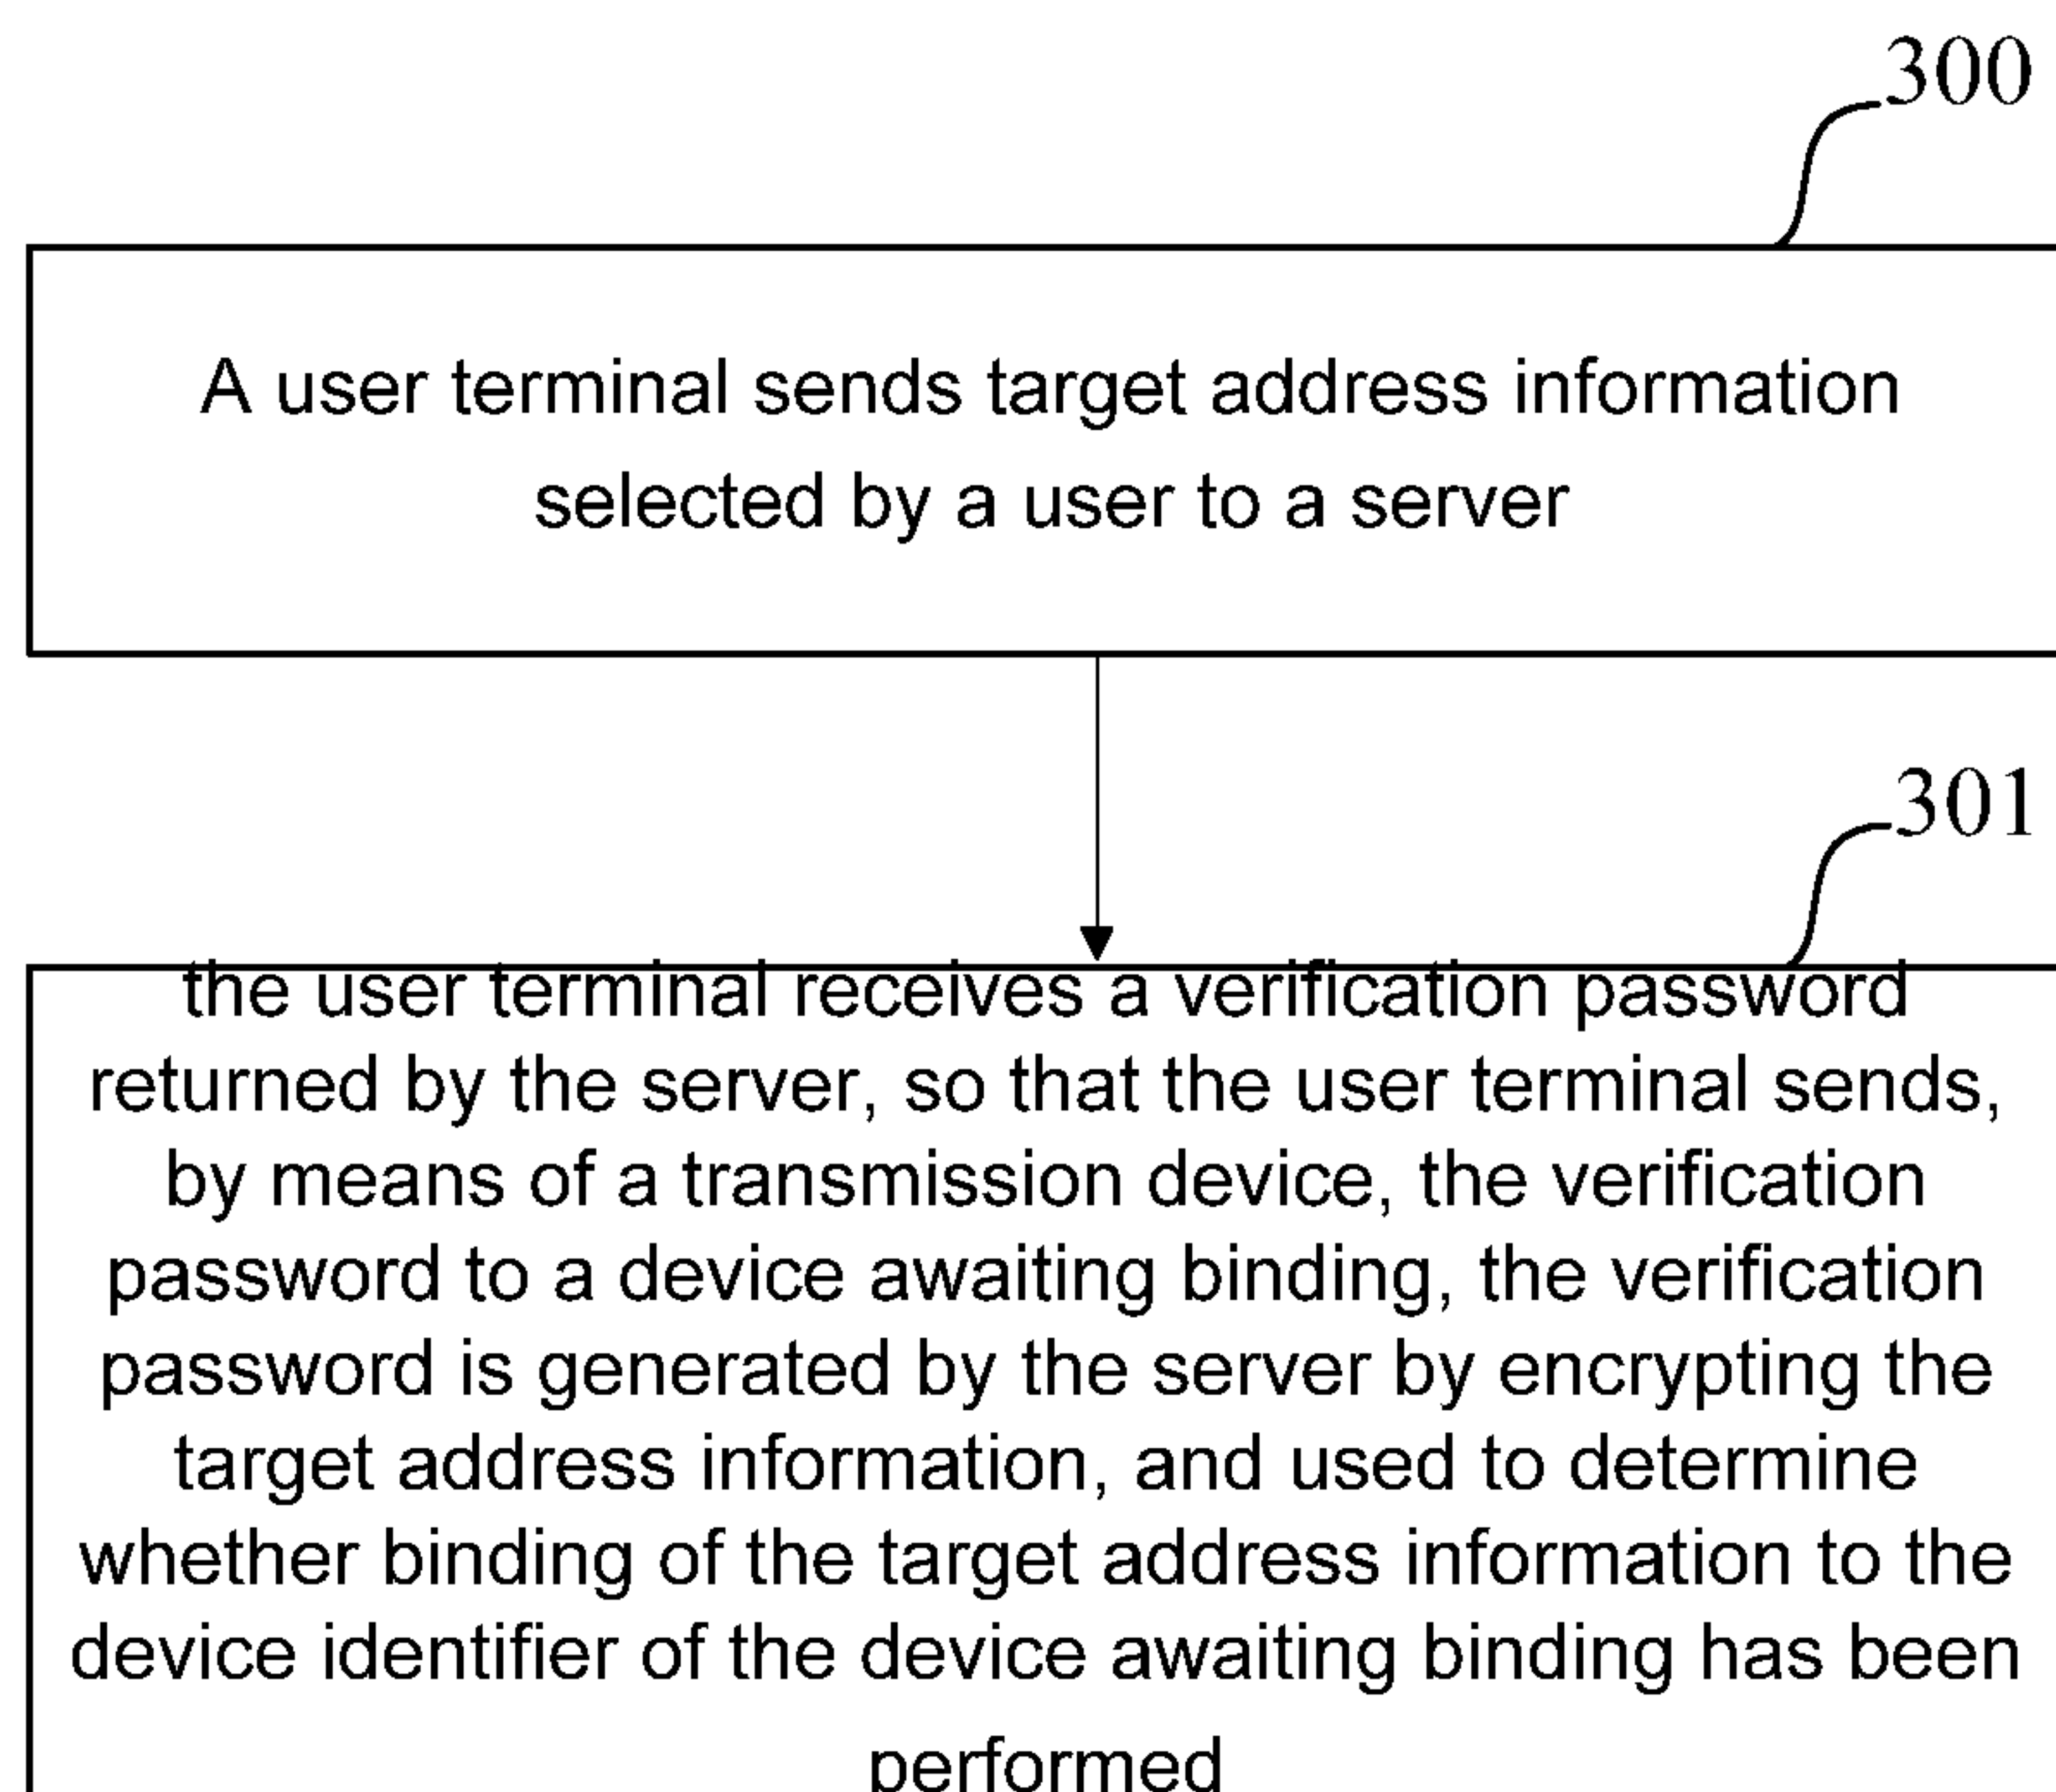 300
A user terminal sends target address information
selected by a user to a server
301
the user terminal receives a verification password
returned by the server, so that the user terminal sends,
by means of a transmission device, the verification
password to a device awaiting binding, the verification
password is generated by the server by encrypting the
target address information, and used to determine
whether binding of the target address information to the
device identifier of the device awaiting binding has been
performed